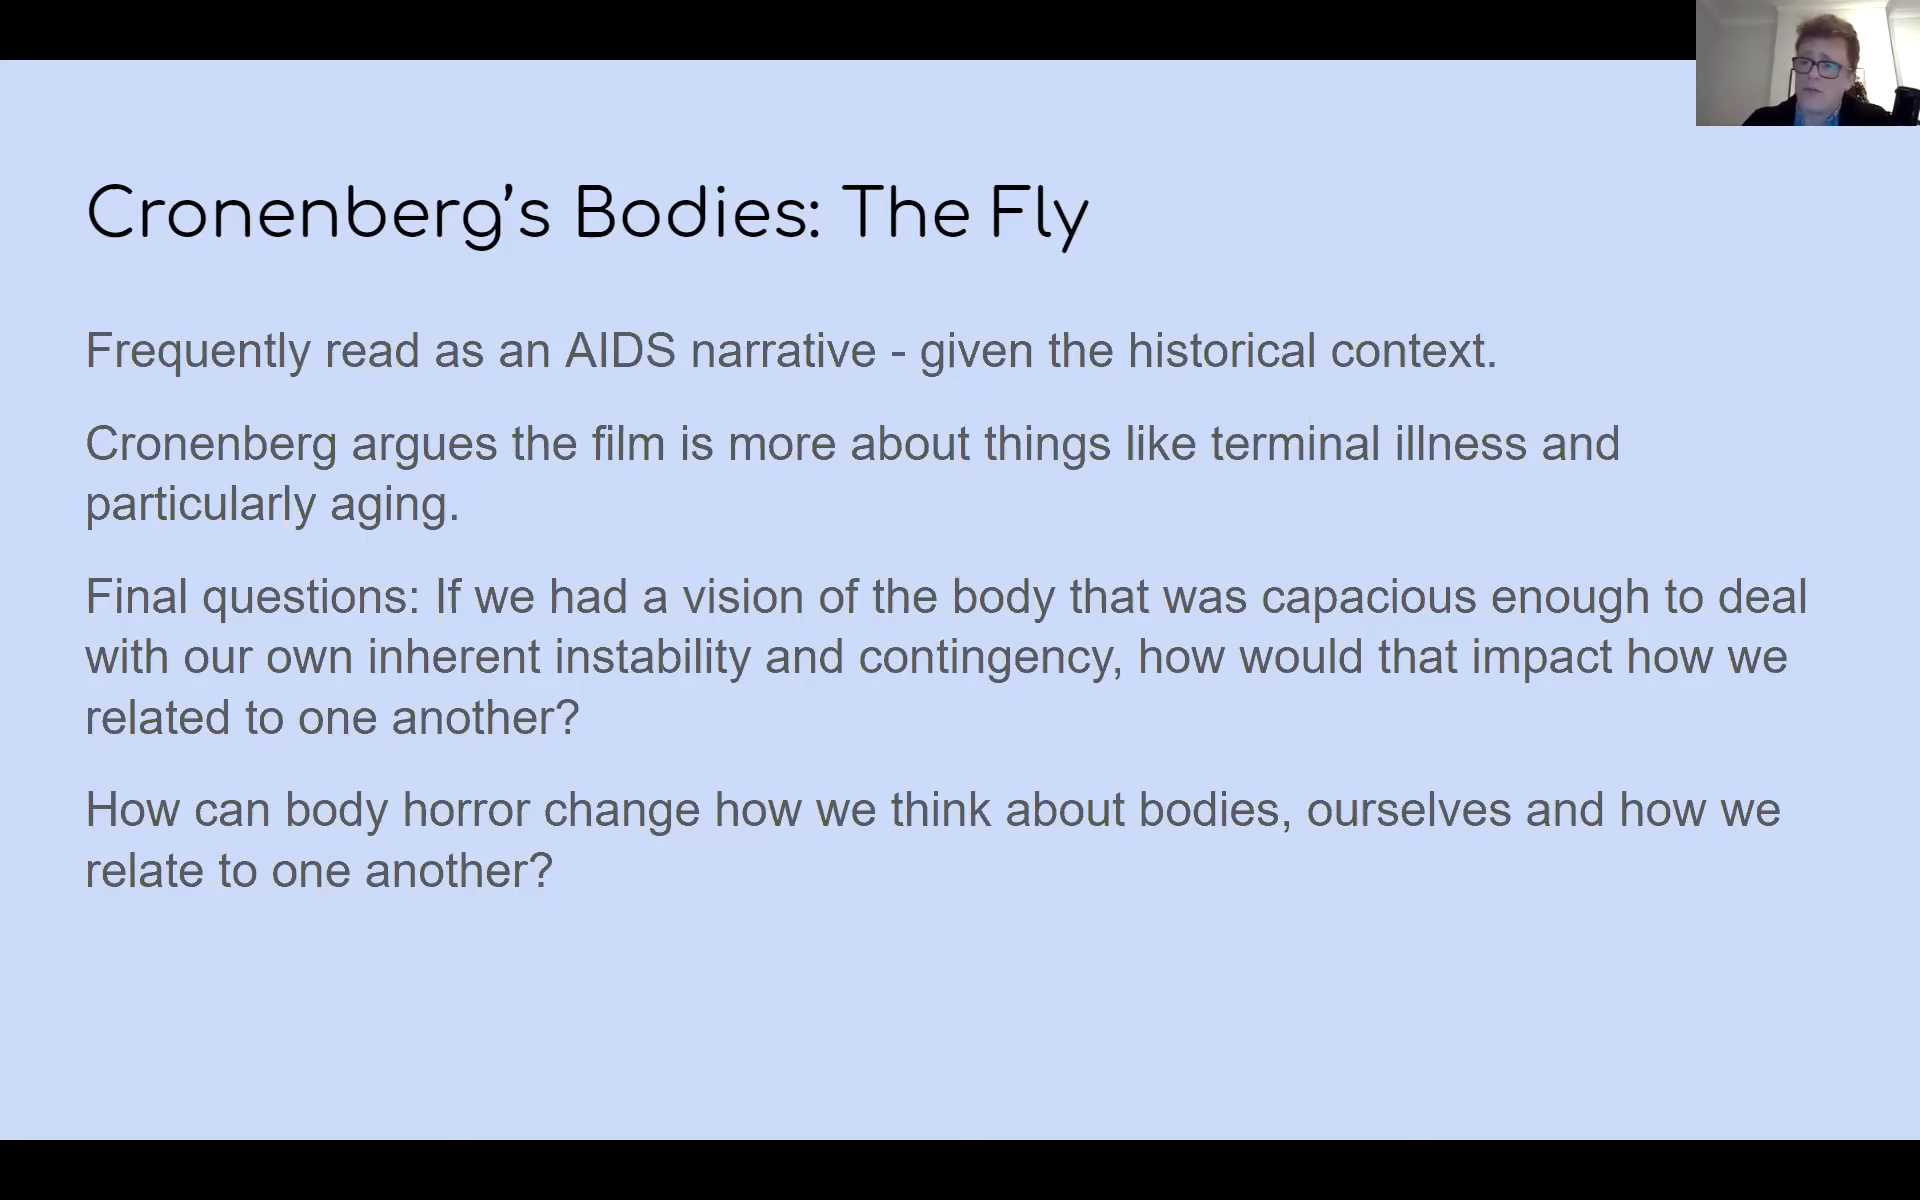 Cronenberg’s Bodies: The Fly
Frequently read as an AIDS narrative - given the historical context.
Cronenberg argues the film is more about things like terminal illness and
particularly aging.
Final questions: If we had a vision of the body that was capacious enough to deal
with our own inherent instability and contingency, how would that impact how we
related to one another?
How can body horror change how we think about bodies, ourselves and how we
relate to one another?